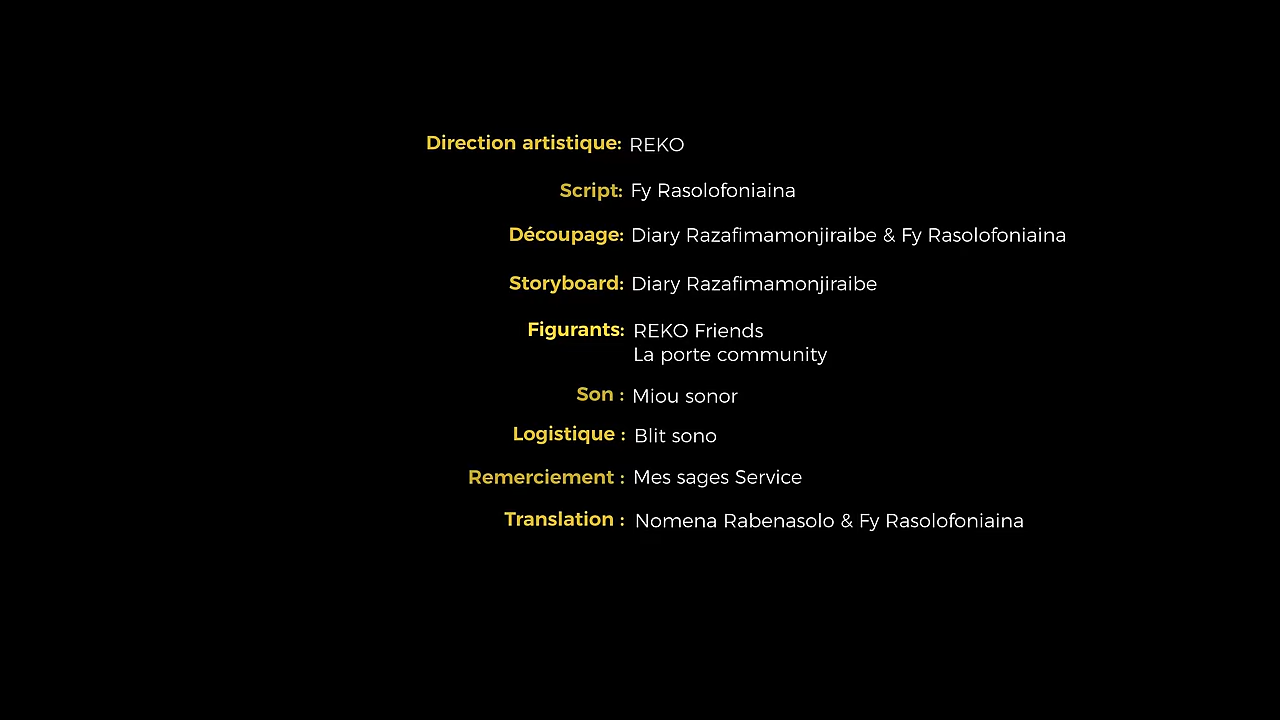 Direction artistique: REKO
Script: Fy Rasolofoniaina
Découpage: Diary Razafimamonjiraibe & Fy Rasolofoniaina
Storyboard: Diary Razafimamonjiraibe
Figurants: REKO Friends
La porte community
Son : Miou sonor
Logistique : Blit sono
Remerciement : Mes sages Service
Translation : Nomena Rabenasolo & Fy Rasolofoniaina